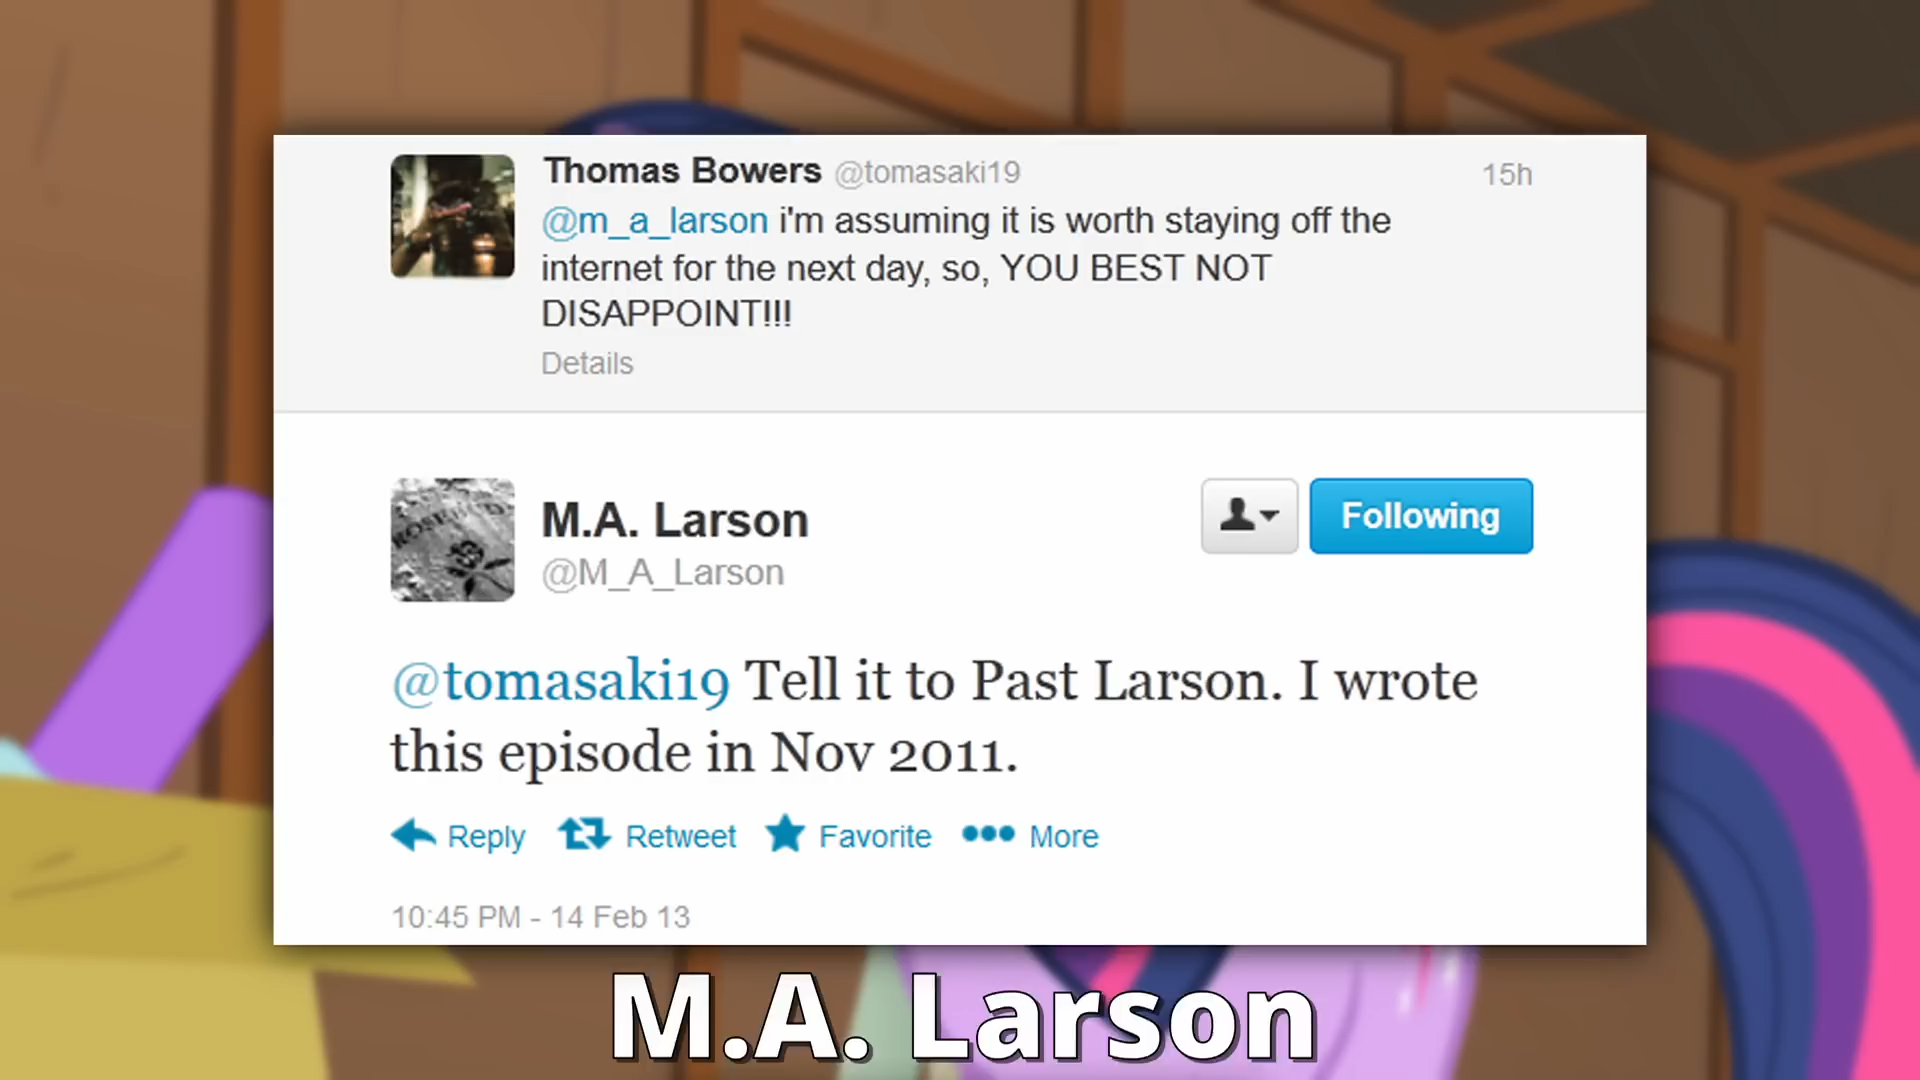 Thomas Bowers @tomasaki19 15h
@m_a_larson i'm assuming it is worth staying off the
internet for the next day, so, YOU BEST NOT
DISAPPOINT!!!
Details
ROSEBUD
M.A. Larson
Following
@M_A_Larson
@tomasaki19 Tell it to Past Larson. I wrote
this episode in Nov 2011.
Reply Retweet Favorite More
10:45 PM - 14 Feb 13
M.A. Larson